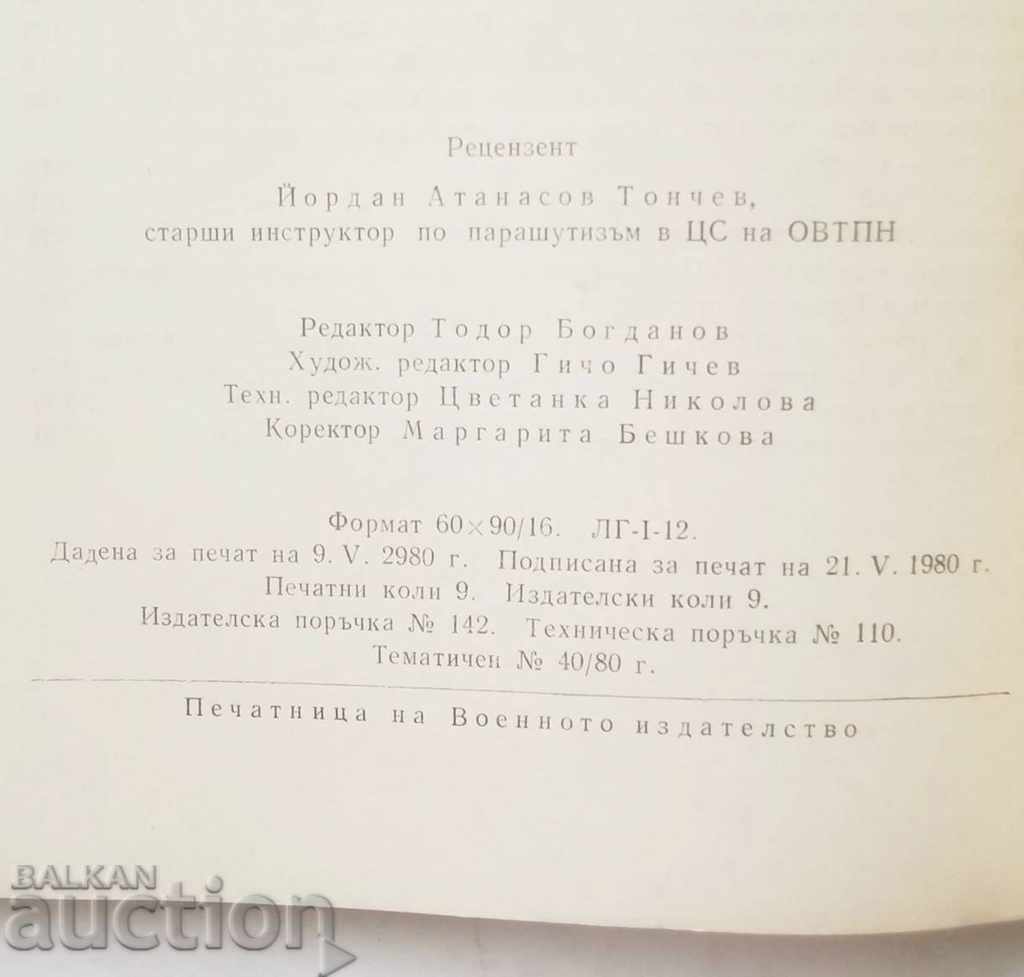 Рецензент
Йордан Атанасов Тончев,
старши инструктор по парашутизъм в ЦС на ОВТПН
Редактор Тодор Богданов
Худож. редактор Гичо Гичев
Техн. редактор Цветанка Николова
Коректор Маргарита Бешкова
Формат 60×90/16. ЛГ-I-12.
Дадена за печат на 9. V. 2980 г. Подписана за печат на 21. V. 1980 г.
Печатни коли 9. Издателски коли 9.
Издателска поръчка № 142. Техническа поръчка № 110.
Тематичен № 40/80 г.
Печатница на Военното издателство
BALKAN
auction